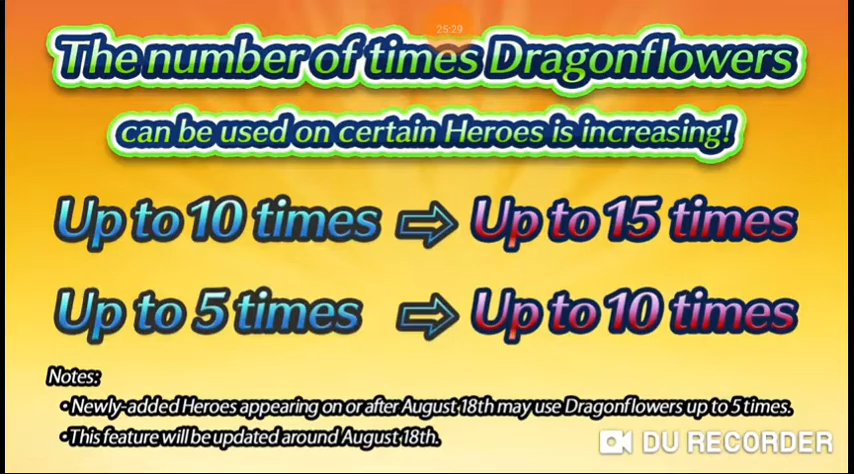 25:29
The number of times Dragonflowers
can be used on certain Heroes is increasing!
Up to 10 times ⇨ Up to 15 times
Up to 5 times ⇨ Up to 10 times
Notes:
•Newly-added Heroes appearing on or after August 18th may use Dragonflowers up to 5 times.
•This feature will be updated around August 18th.
DU RECORDER